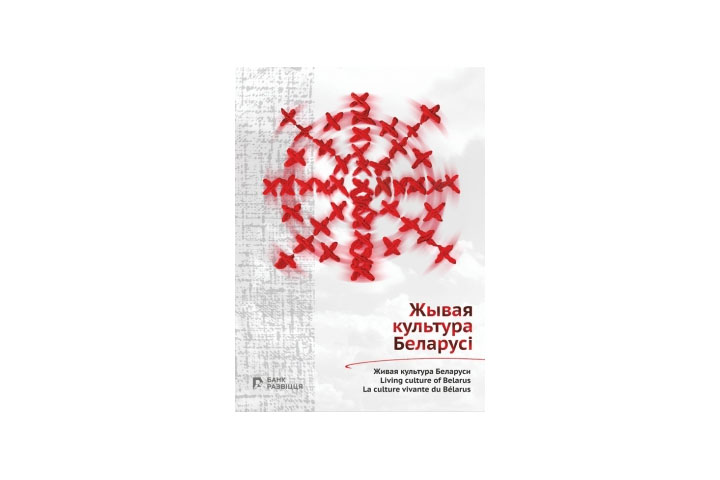 Жывая
культура
Беларусі
Живая культура Беларуси
Living culture of Belarus
La culture vivante du Bélarus
БАНК
РАЗВІЦЦЯ